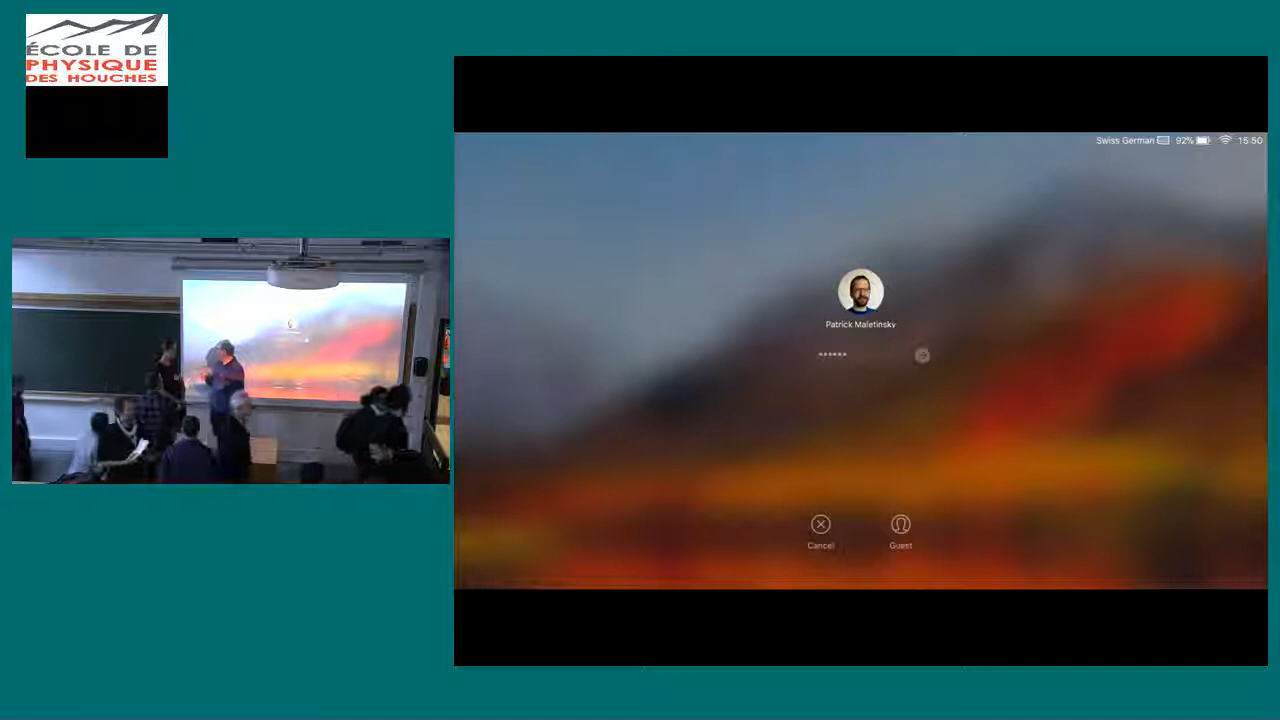 ÉCOLE DE
PHYSIQUE
DES HOUCHES
Swiss German 92% 15:50
Patrick Maletinsky
Cancel
Guest